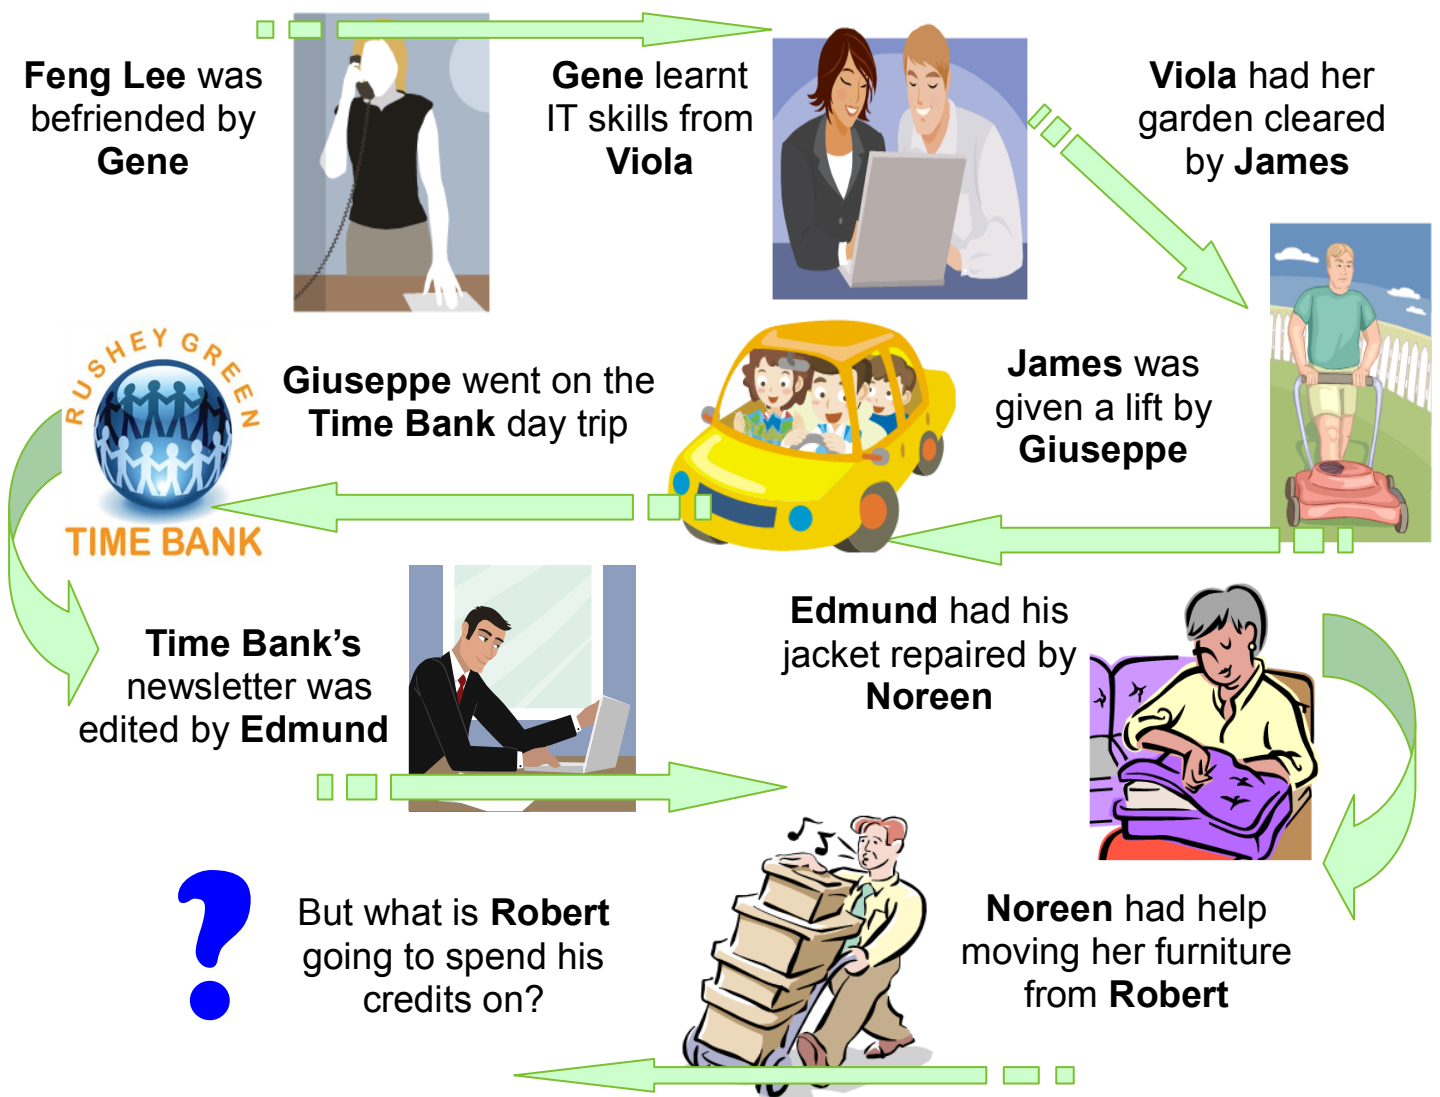 Feng Lee was
befriended by
Gene
Gene learnt
IT skills from
Viola
Viola had her
garden cleared
by James
James was
given a lift by
Giuseppe
Giuseppe went on the
Time Bank day trip
RUSHEY GREEN
TIME BANK
Time Bank’s
newsletter was
edited by Edmund
Edmund had his
jacket repaired by
Noreen
Noreen had help
moving her furniture
from Robert
?
But what is Robert
going to spend his
credits on?